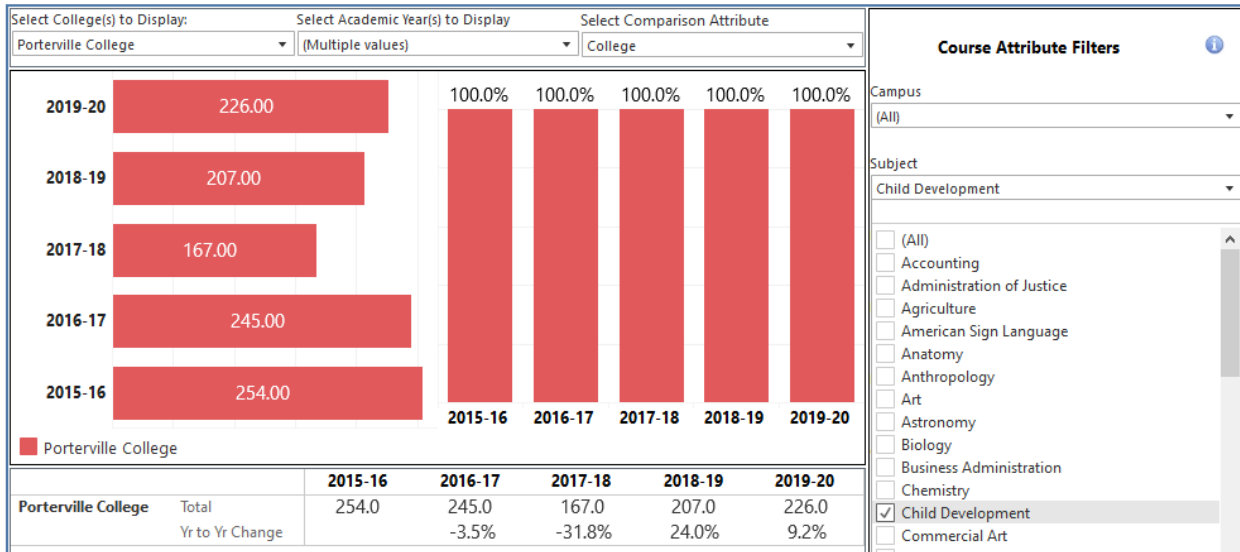 Select College(s) to Display:
Porterville College
Select Academic Year(s) to Display
(Multiple values)
Select Comparison Attribute
College
2019-20
226.00
2018-19
207.00
2017-18
167.00
2016-17
245.00
2015-16
254.00
100.0% 100.0% 100.0% 100.0% 100.0%
2015-16 2016-17 2017-18 2018-19 2019-20
Porterville College
2015-16 2016-17 2017-18 2018-19 2019-20
Porterville College Total 254.0 245.0 167.0 207.0 226.0
Yr to Yr Change -3.5% -31.8% 24.0% 9.2%
Course Attribute Filters
Campus
(All)
Subject
Child Development
(All)
Accounting
Administration of Justice
Agriculture
American Sign Language
Anatomy
Anthropology
Art
Astronomy
Biology
Business Administration
Chemistry
Child Development
Commercial Art